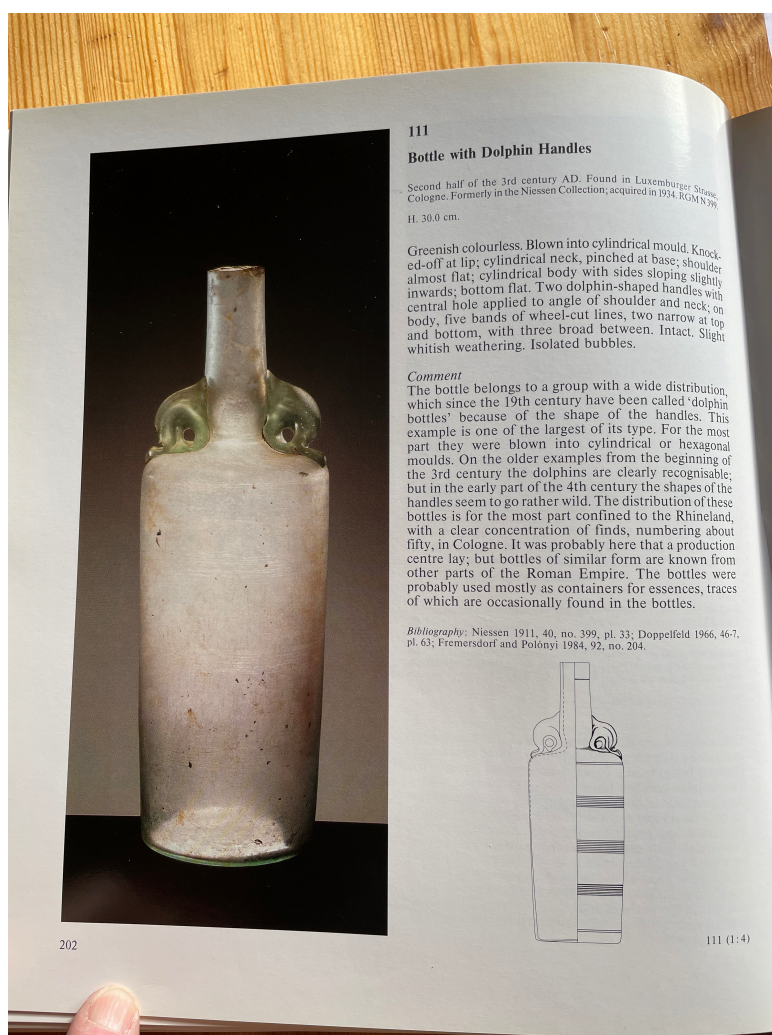 111
Bottle with Dolphin Handles
Second half of the 3rd century AD. Found in Luxemburger Strasse,
Cologne. Formerly in the Niessen Collection; acquired in 1934. RGM N 399.
H. 30.0 cm.
Greenish colourless. Blown into cylindrical mould. Knock-
ed-off at lip; cylindrical neck, pinched at base; shoulder
almost flat; cylindrical body with sides sloping slightly
inwards; bottom flat. Two dolphin-shaped handles with
central hole applied to angle of shoulder and neck; on
body, five bands of wheel-cut lines, two narrow at top
and bottom, with three broad between. Intact. Slight
whitish weathering. Isolated bubbles.
Comment
The bottle belongs to a group with a wide distribution,
which since the 19th century have been called ‘dolphin
bottles’ because of the shape of the handles. This
example is one of the largest of its type. For the most
part they were blown into cylindrical or hexagonal
moulds. On the older examples from the beginning of
the 3rd century the dolphins are clearly recognisable;
but in the early part of the 4th century the shapes of the
handles seem to go rather wild. The distribution of these
bottles is for the most part confined to the Rhineland,
with a clear concentration of finds, numbering about
fifty, in Cologne. It was probably here that a production
centre lay; but bottles of similar form are known from
other parts of the Roman Empire. The bottles were
probably used mostly as containers for essences, traces
of which are occasionally found in the bottles.
Bibliography: Niessen 1911, 40, no. 399, pl. 33; Doppelfeld 1966, 46-7,
pl. 63; Fremersdorf and Polónyi 1984, 92, no. 204.
202
111 (1:4)